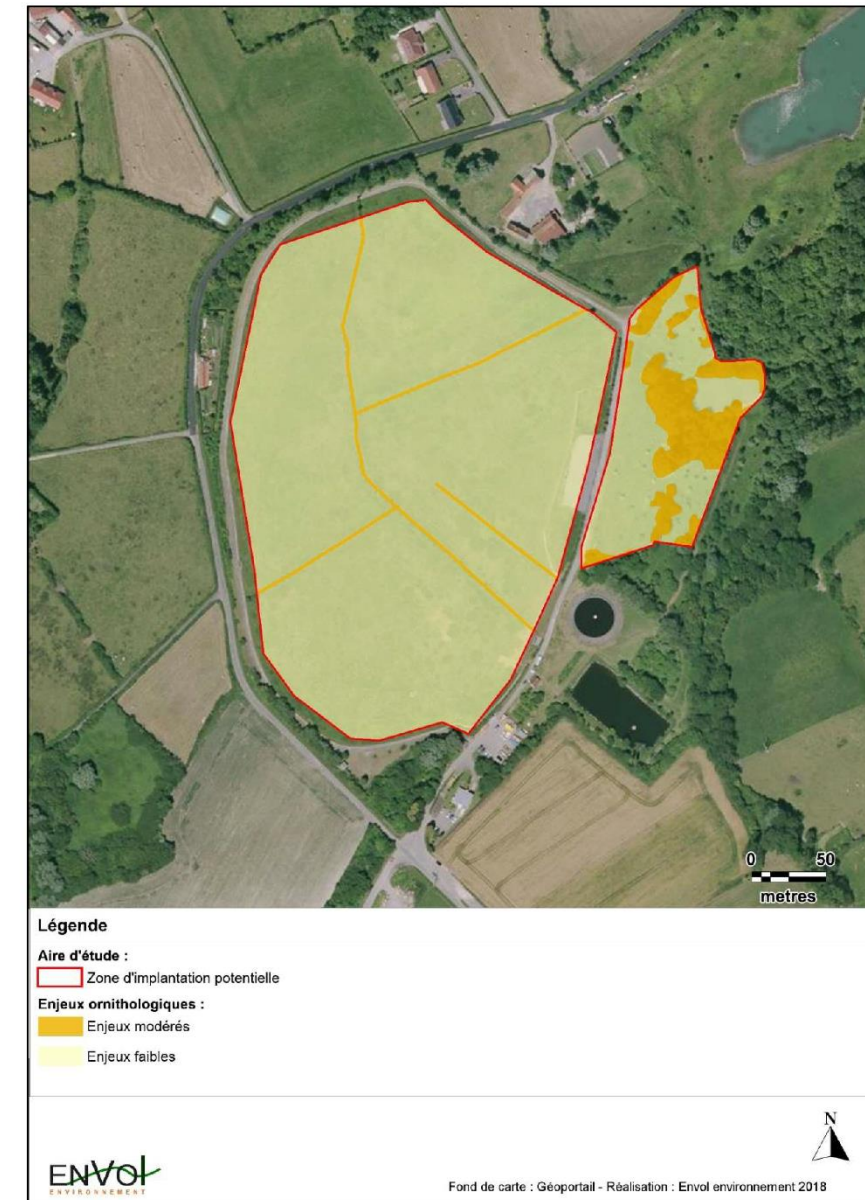 0 50
metres
Légende
Aire d'étude :
Zone d'implantation potentielle
Enjeux ornithologiques :
Enjeux modérés
Enjeux faibles
N
ENVOl
ENVIRONNEMENT
Fond de carte : Géoportail - Réalisation : Envol environnement 2018